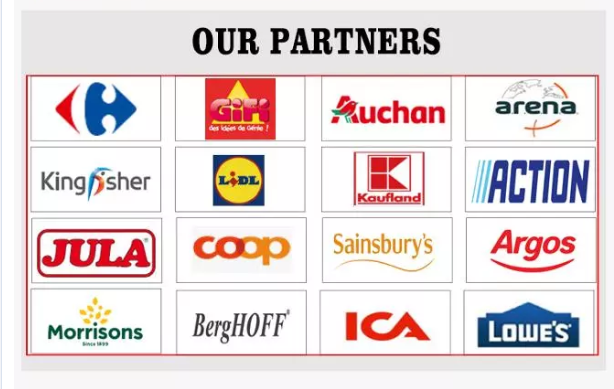 OUR PARTNERS
GiFi
des idées de Génie !
Auchan
arena
Kingfisher
LIDL
Kaufland
ACTION
JULA
coop
Sainsbury's
Argos
Morrisons
Since 1899
BergHOFF
ICA
LOWE'S